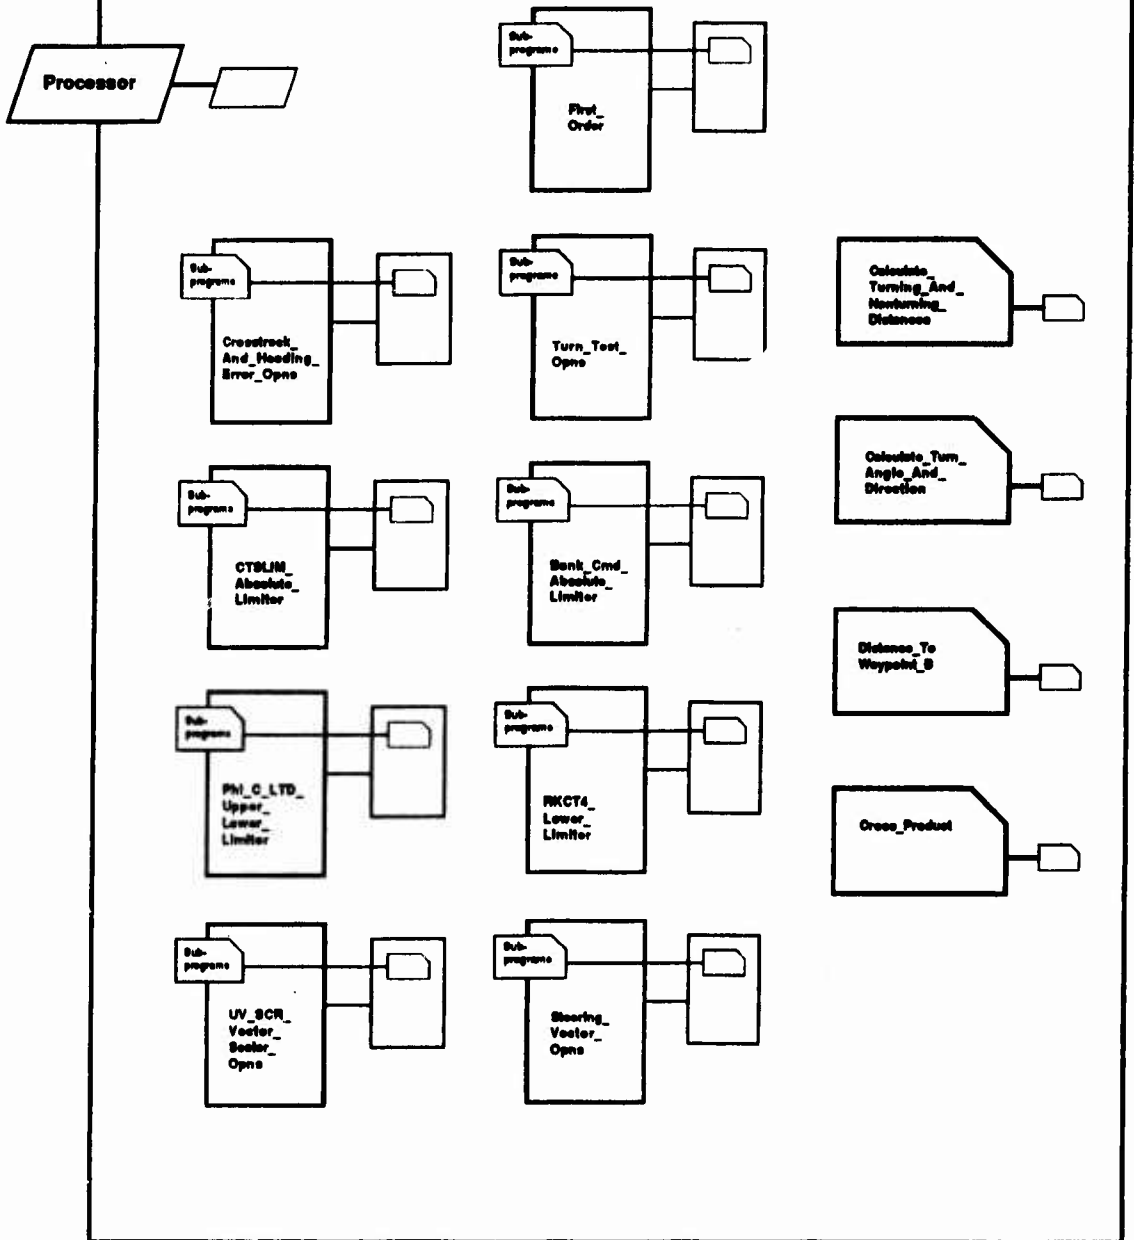 Processor
Sub-
programs
First_
Order
Sub-
programs
Crosstrack_
And_Heading_
Error_Opns
Sub-
programs
Turn_Test_
Opns
Calculate_
Turning_And_
Nonturning_
Distances
Sub-
programs
CTSLIM_
Absolute_
Limiter
Sub-
programs
Bank_Cmd_
Absolute_
Limiter
Calculate_Turn_
Angle_And_
Direction
Distance_To
Waypoint_B
Sub-
programs
Phi_C_LTD_
Upper_
Lower_
Limiter
Sub-
programs
RKCT4_
Lower_
Limiter
Cross_Product
Sub-
programs
UV_SCR_
Vector_
Scaler_
Opns
Sub-
programs
Steering_
Vector_
Opns